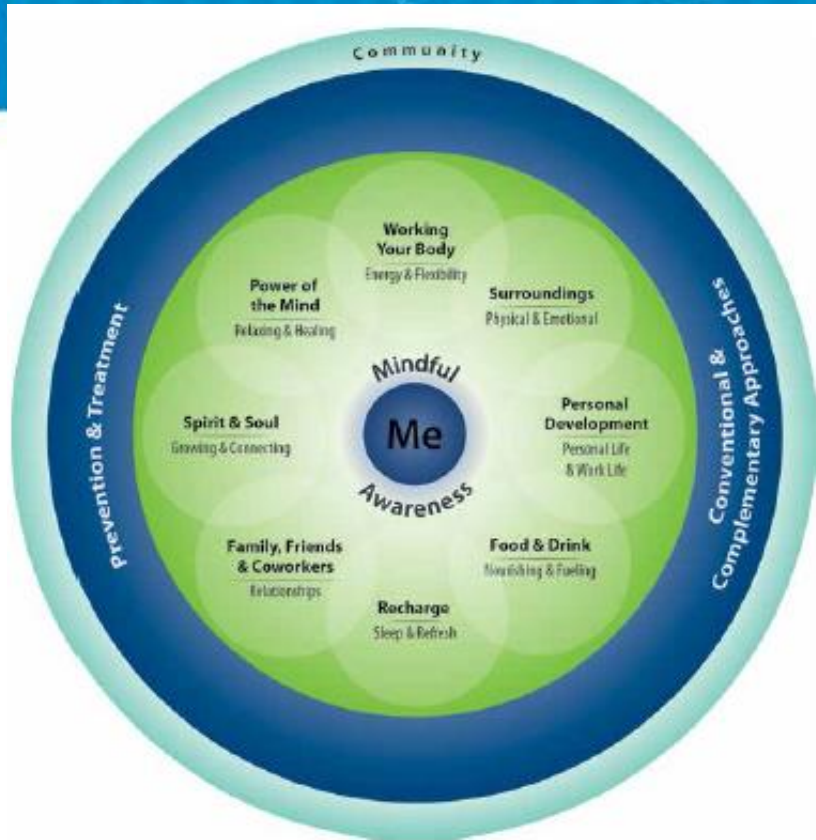 Community
Prevention & Treatment
Conventional &
Complementary Approaches
Working
Your Body
Energy & Flexibility
Surroundings
Physical & Emotional
Personal
Development
Personal Life
& Work Life
Food & Drink
Nourishing & Fueling
Recharge
Sleep & Refresh
Family, Friends
& Coworkers
Relationships
Spirit & Soul
Growing & Connecting
Power of
the Mind
Relaxing & Healing
Mindful
Me
Awareness